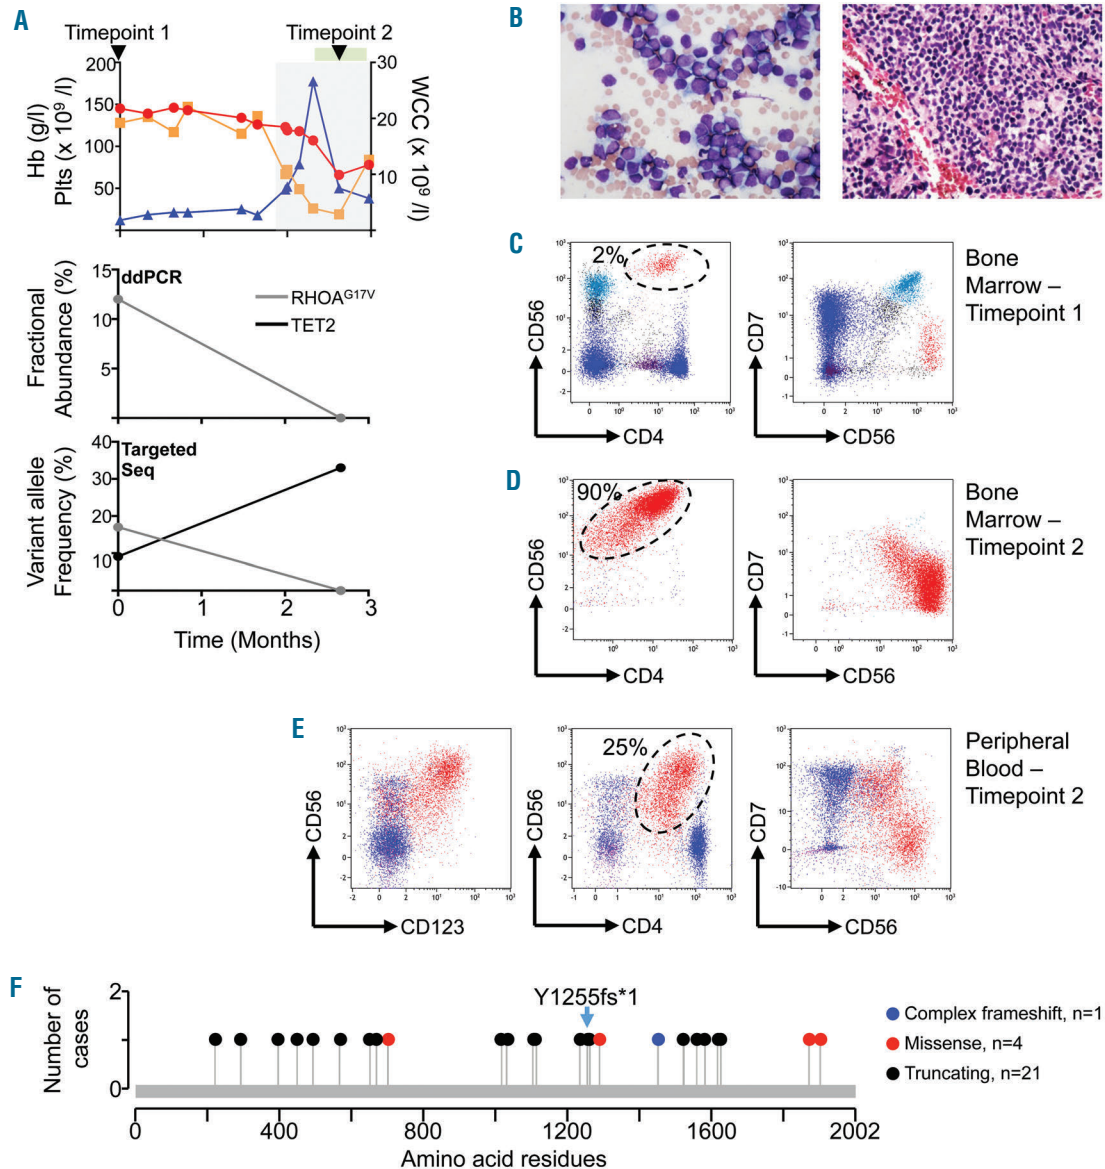 A
Timepoint 1
Timepoint 2
Hb (g/l)
Plts (x 10⁹ /l)
200
150
100
50
30
20
10
WCC (x 10⁹ /l)
Fractional
Abundance (%)
15
10
5
0
ddPCR
RHOAᴳ¹⁷ⱽ
TET2
Variant allele
Frequency (%)
40
30
20
10
Targeted
Seq
0
1
2
3
Time (Months)
B
C
2%
CD56
CD4
CD7
CD56
Bone
Marrow –
Timepoint 1
D
90%
CD56
CD4
CD7
CD56
Bone
Marrow –
Timepoint 2
E
CD56
CD123
25%
CD56
CD4
CD7
CD56
Peripheral
Blood –
Timepoint 2
F
Number of
cases
2
1
0
Y1255fs*1
Complex frameshift, n=1
Missense, n=4
Truncating, n=21
0
400
800
1200
1600
2002
Amino acid residues